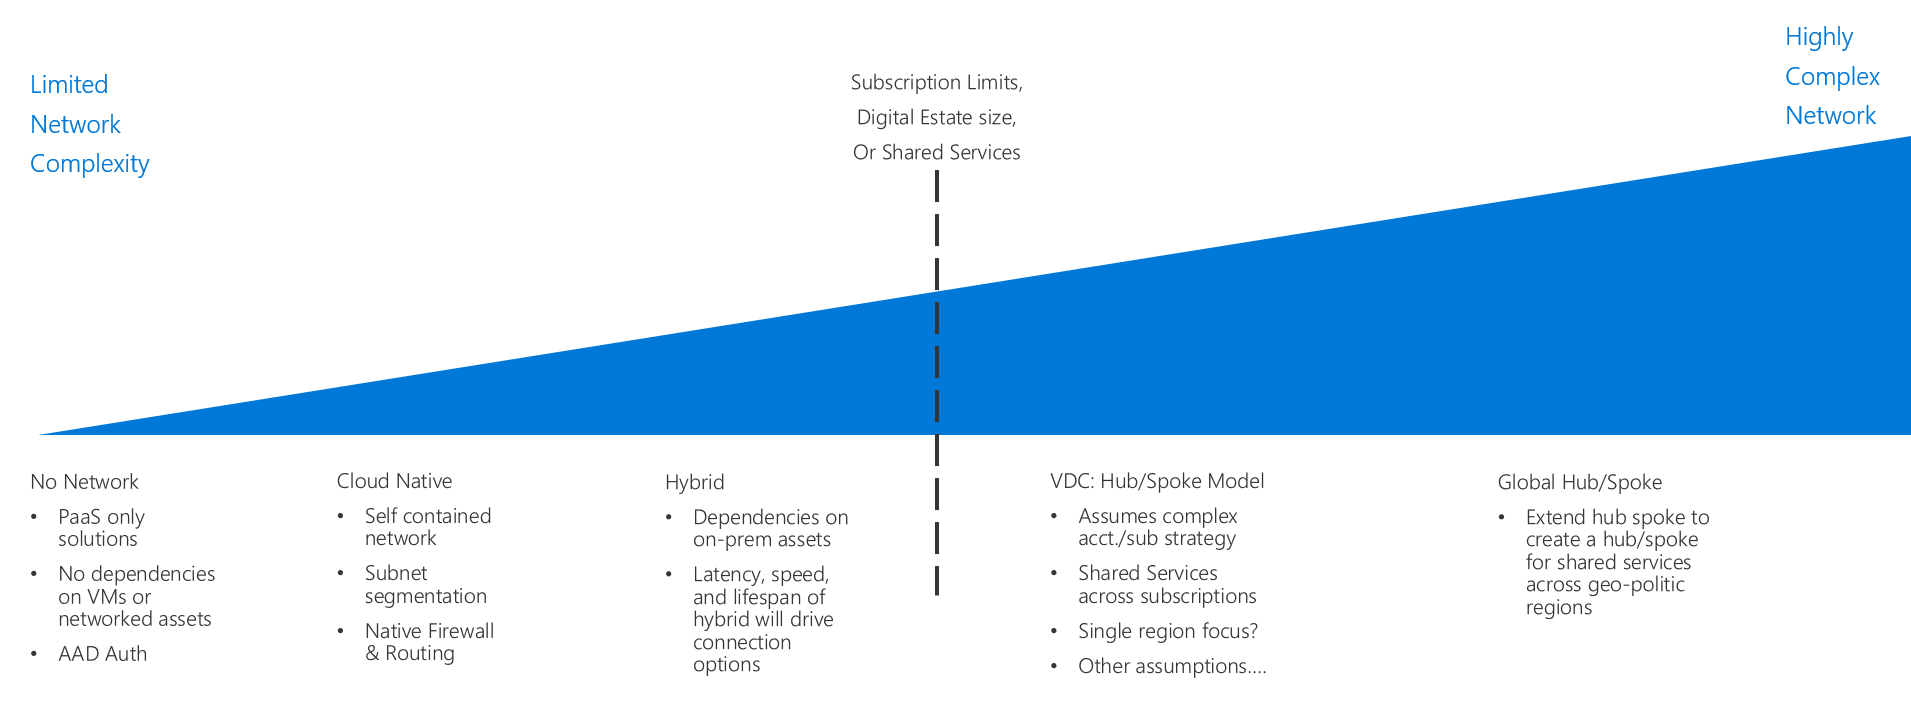 Limited
Network
Complexity
Subscription Limits,
Digital Estate size,
Or Shared Services
Highly
Complex
Network
No Network
• PaaS only
solutions
• No dependencies
on VMs or
networked assets
• AAD Auth
Cloud Native
• Self contained
network
• Subnet
segmentation
• Native Firewall
& Routing
Hybrid
• Dependencies on
on-prem assets
• Latency, speed,
and lifespan of
hybrid will drive
connection
options
VDC: Hub/Spoke Model
• Assumes complex
acct./sub strategy
• Shared Services
across subscriptions
• Single region focus?
• Other assumptions....
Global Hub/Spoke
• Extend hub spoke to
create a hub/spoke
for shared services
across geo-politic
regions